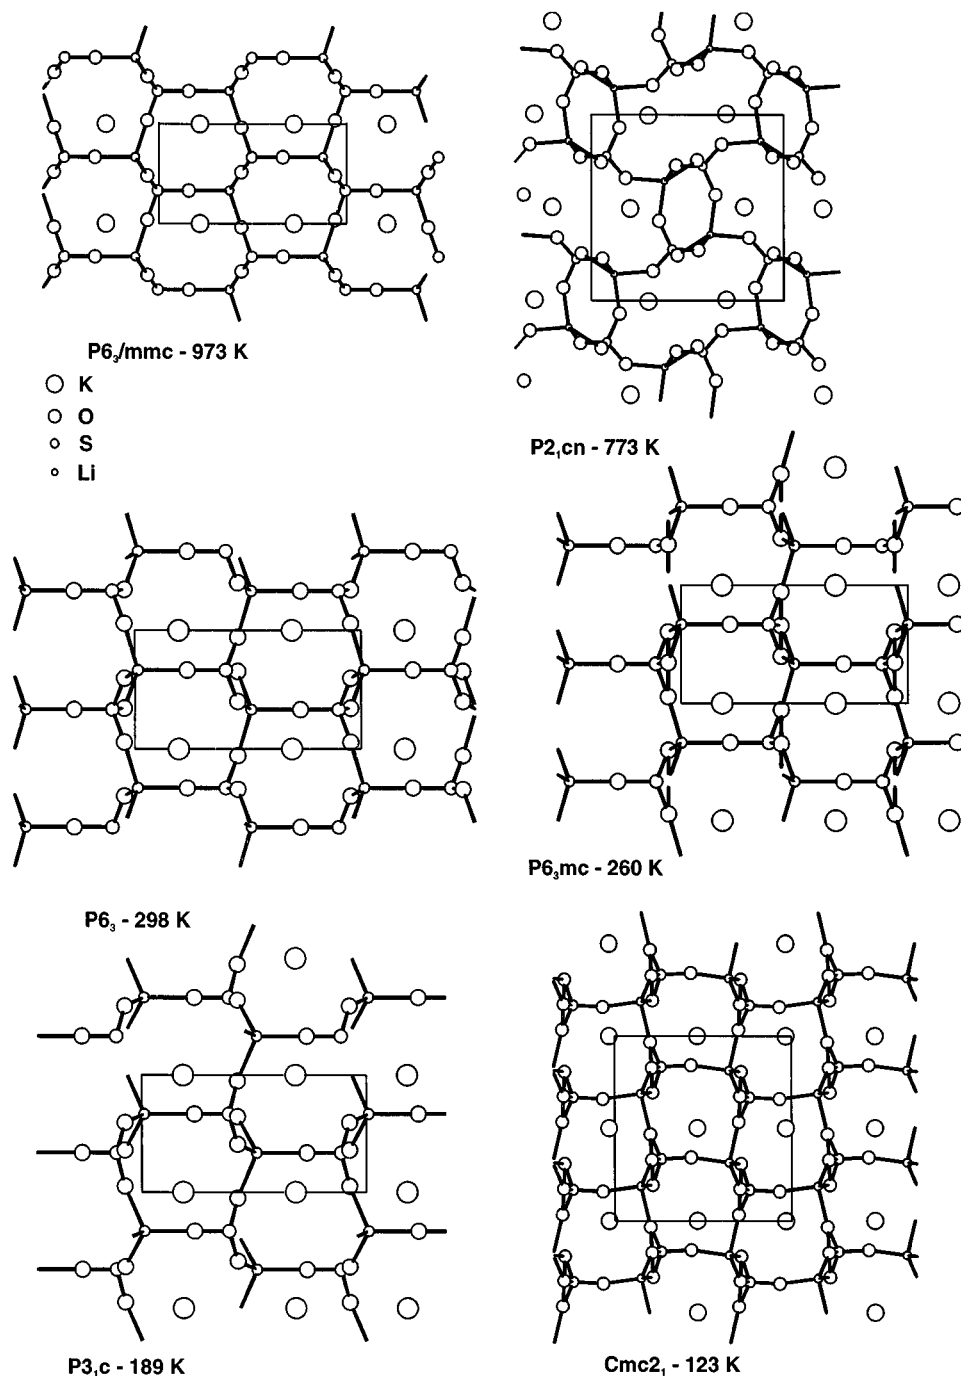 P6₃/mmc - 973 K
K
O
S
Li
P2₁cn - 773 K
P6₃ - 298 K
P6₃mc - 260 K
P3₁c - 189 K
Cmc2₁ - 123 K